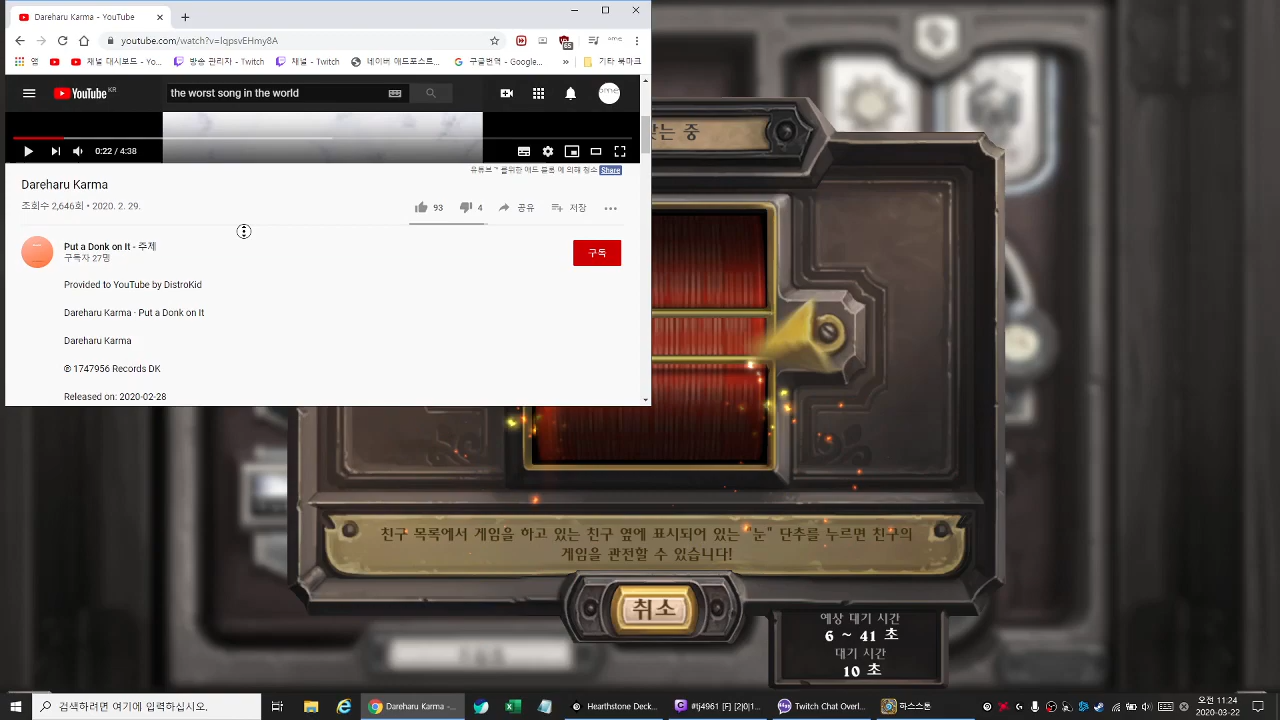 Dareharu Karma - YouTube
youtube.com/watch?v=lqpsvEHmy8A
앱
채널 대시보드 - Yo...
방송 관리자 - Twitch
채널 - Twitch
네이버 애드포스트...
구글번역 - Google...
»
기타 북마크
65
YouTube KR
the worst song in the world
0:22 / 4:38
Share
Dareharu Karma
조회수 2,646회 • 2020. 2. 29.
93
4
공유
저장
Put a Donk on It - 주제
구독자 27명
구독
Provided to YouTube by DistroKid
Dareharu Karma · Put a Donk on It
Dareharu Karma
℗ 1747956 Records DK
Released on: 2020-02-28
찾는 중
친구 목록에서 게임을 하고 있는 친구 옆에 표시되어 있는 "눈" 단추를 누르면 친구의
게임을 관전할 수 있습니다!
취소
예상 대기 시간
6 ~ 41 초
대기 시간
10 초
검색하려면 여기에 입력하십시오.
Dareharu Karma -...
Hearthstone Deck...
Twitch Chat Over...
하스스톤
오전 11:24
2020-03-22